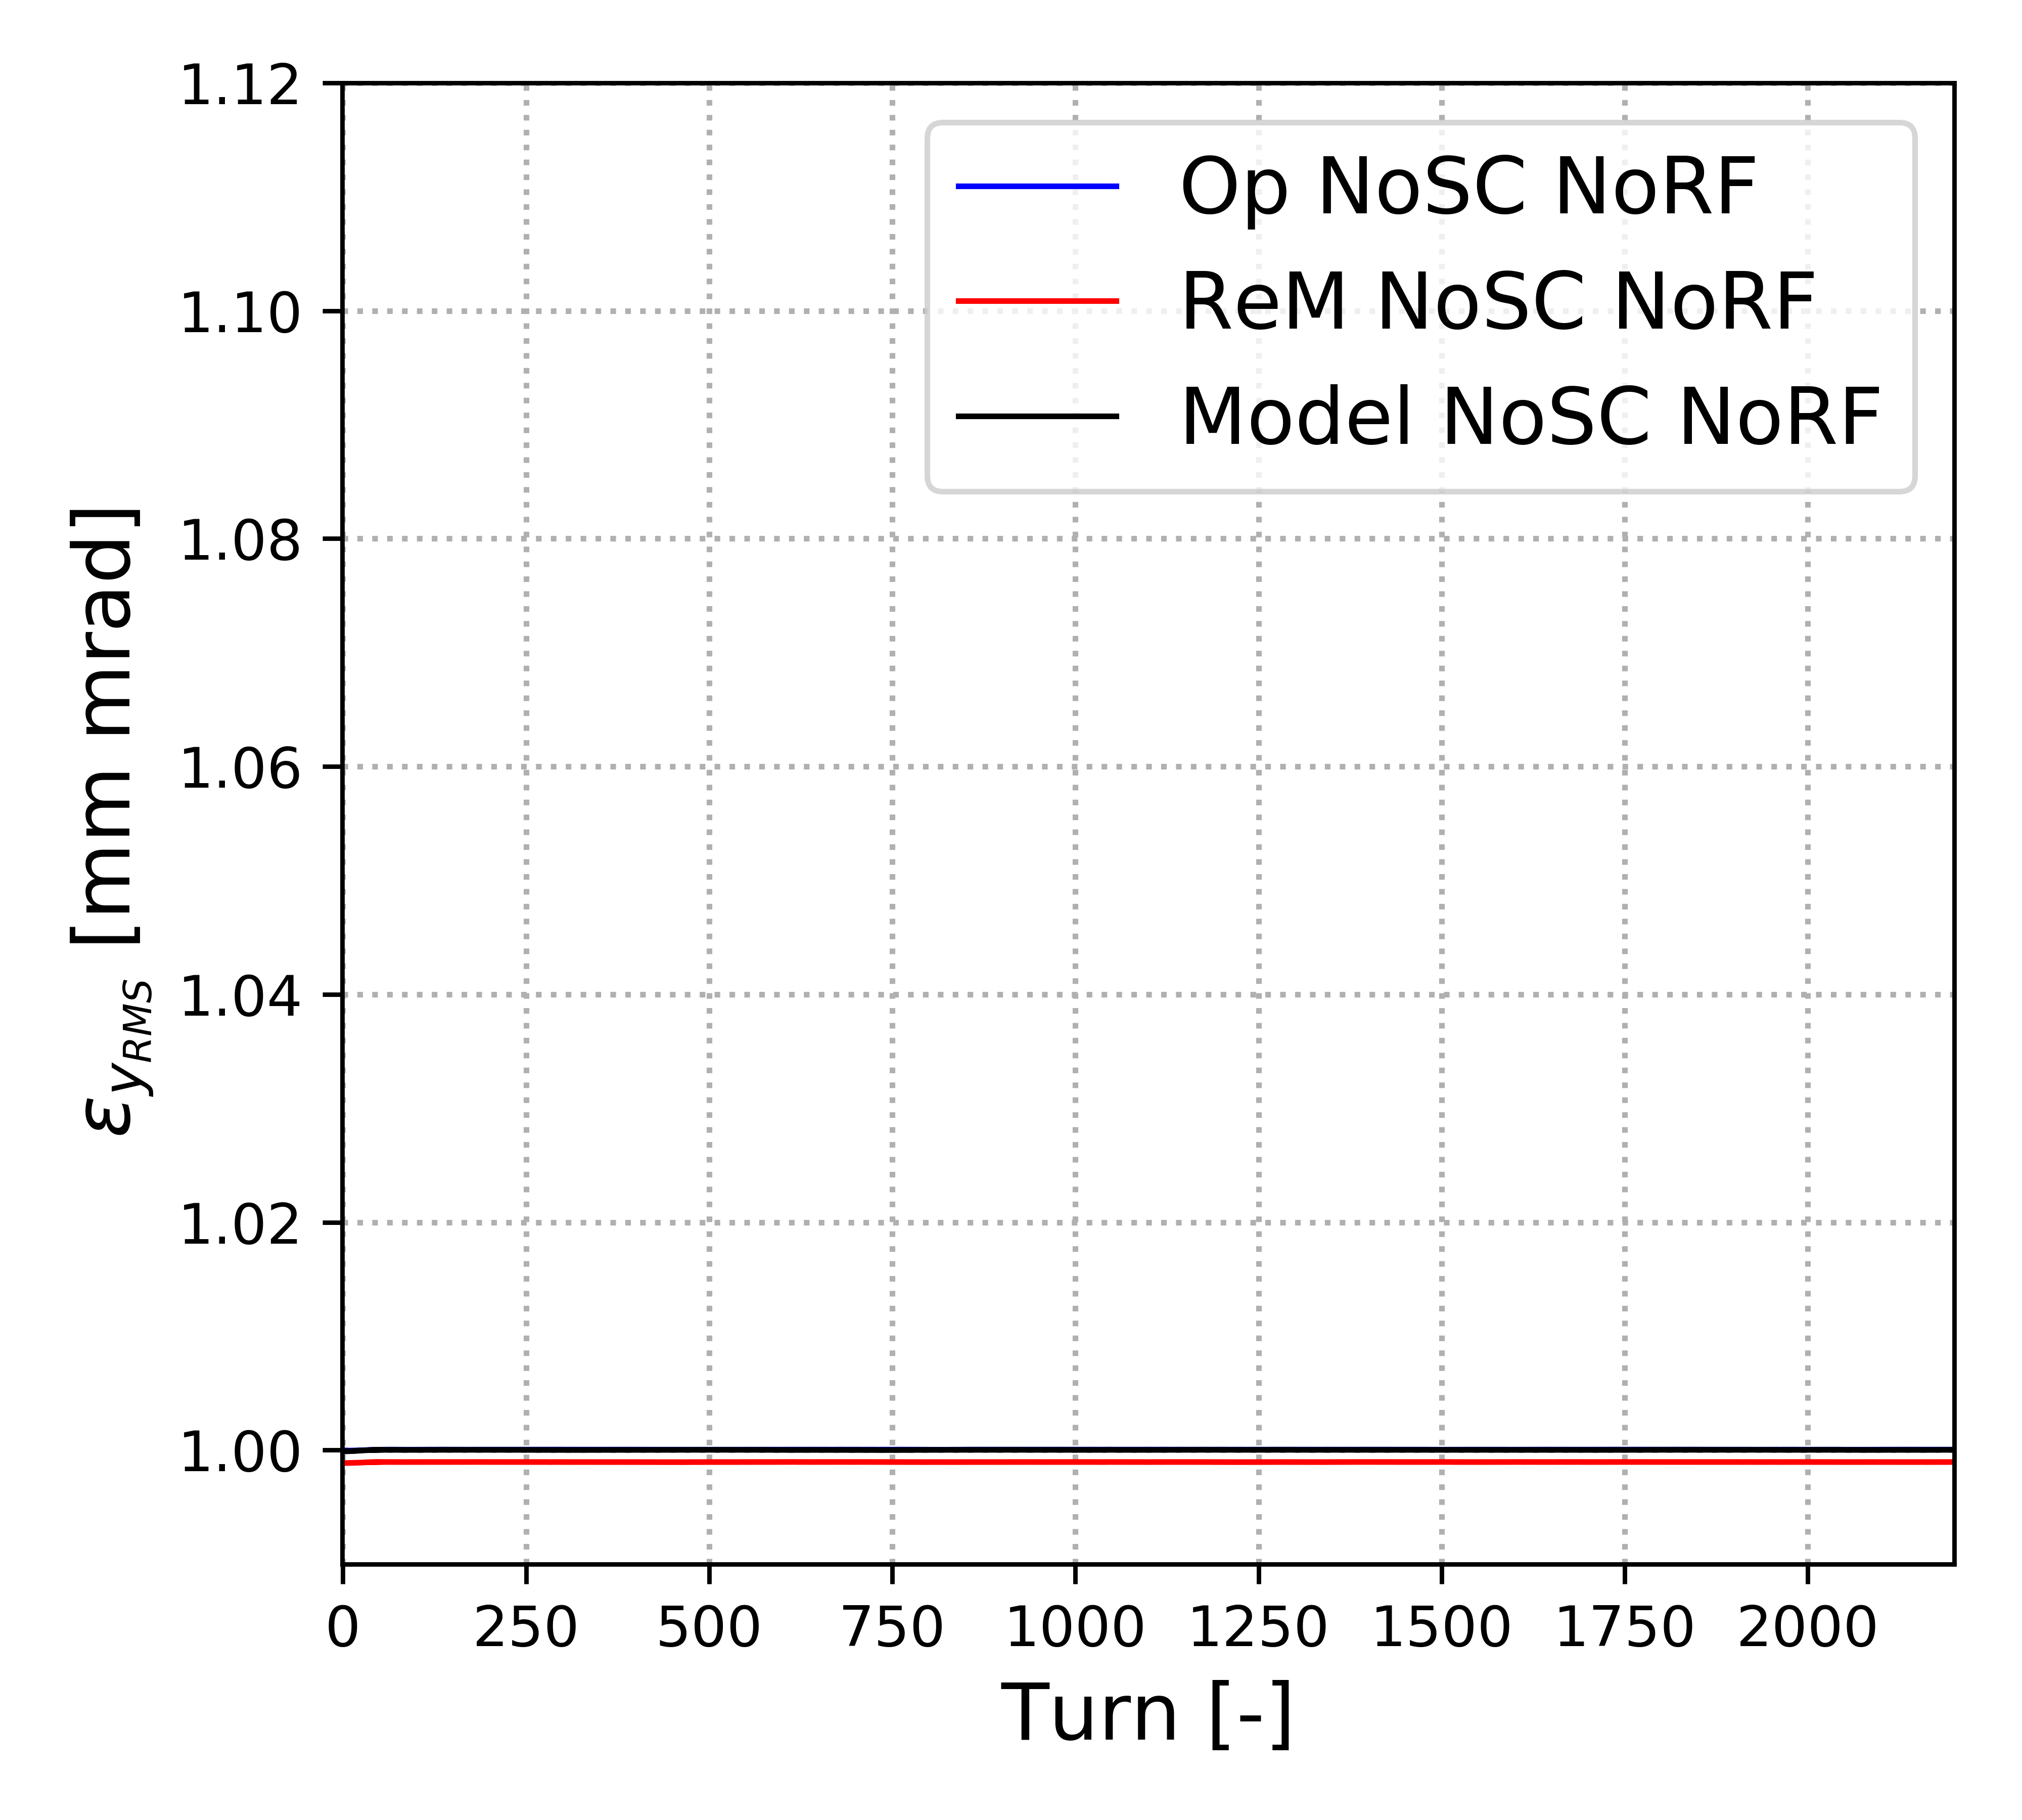 1.12
1.10
1.08
1.06
1.04
1.02
1.00
ε_{y_{RMS}} [mm mrad]
Op NoSC NoRF
ReM NoSC NoRF
Model NoSC NoRF
0 250 500 750 1000 1250 1500 1750 2000
Turn [-]